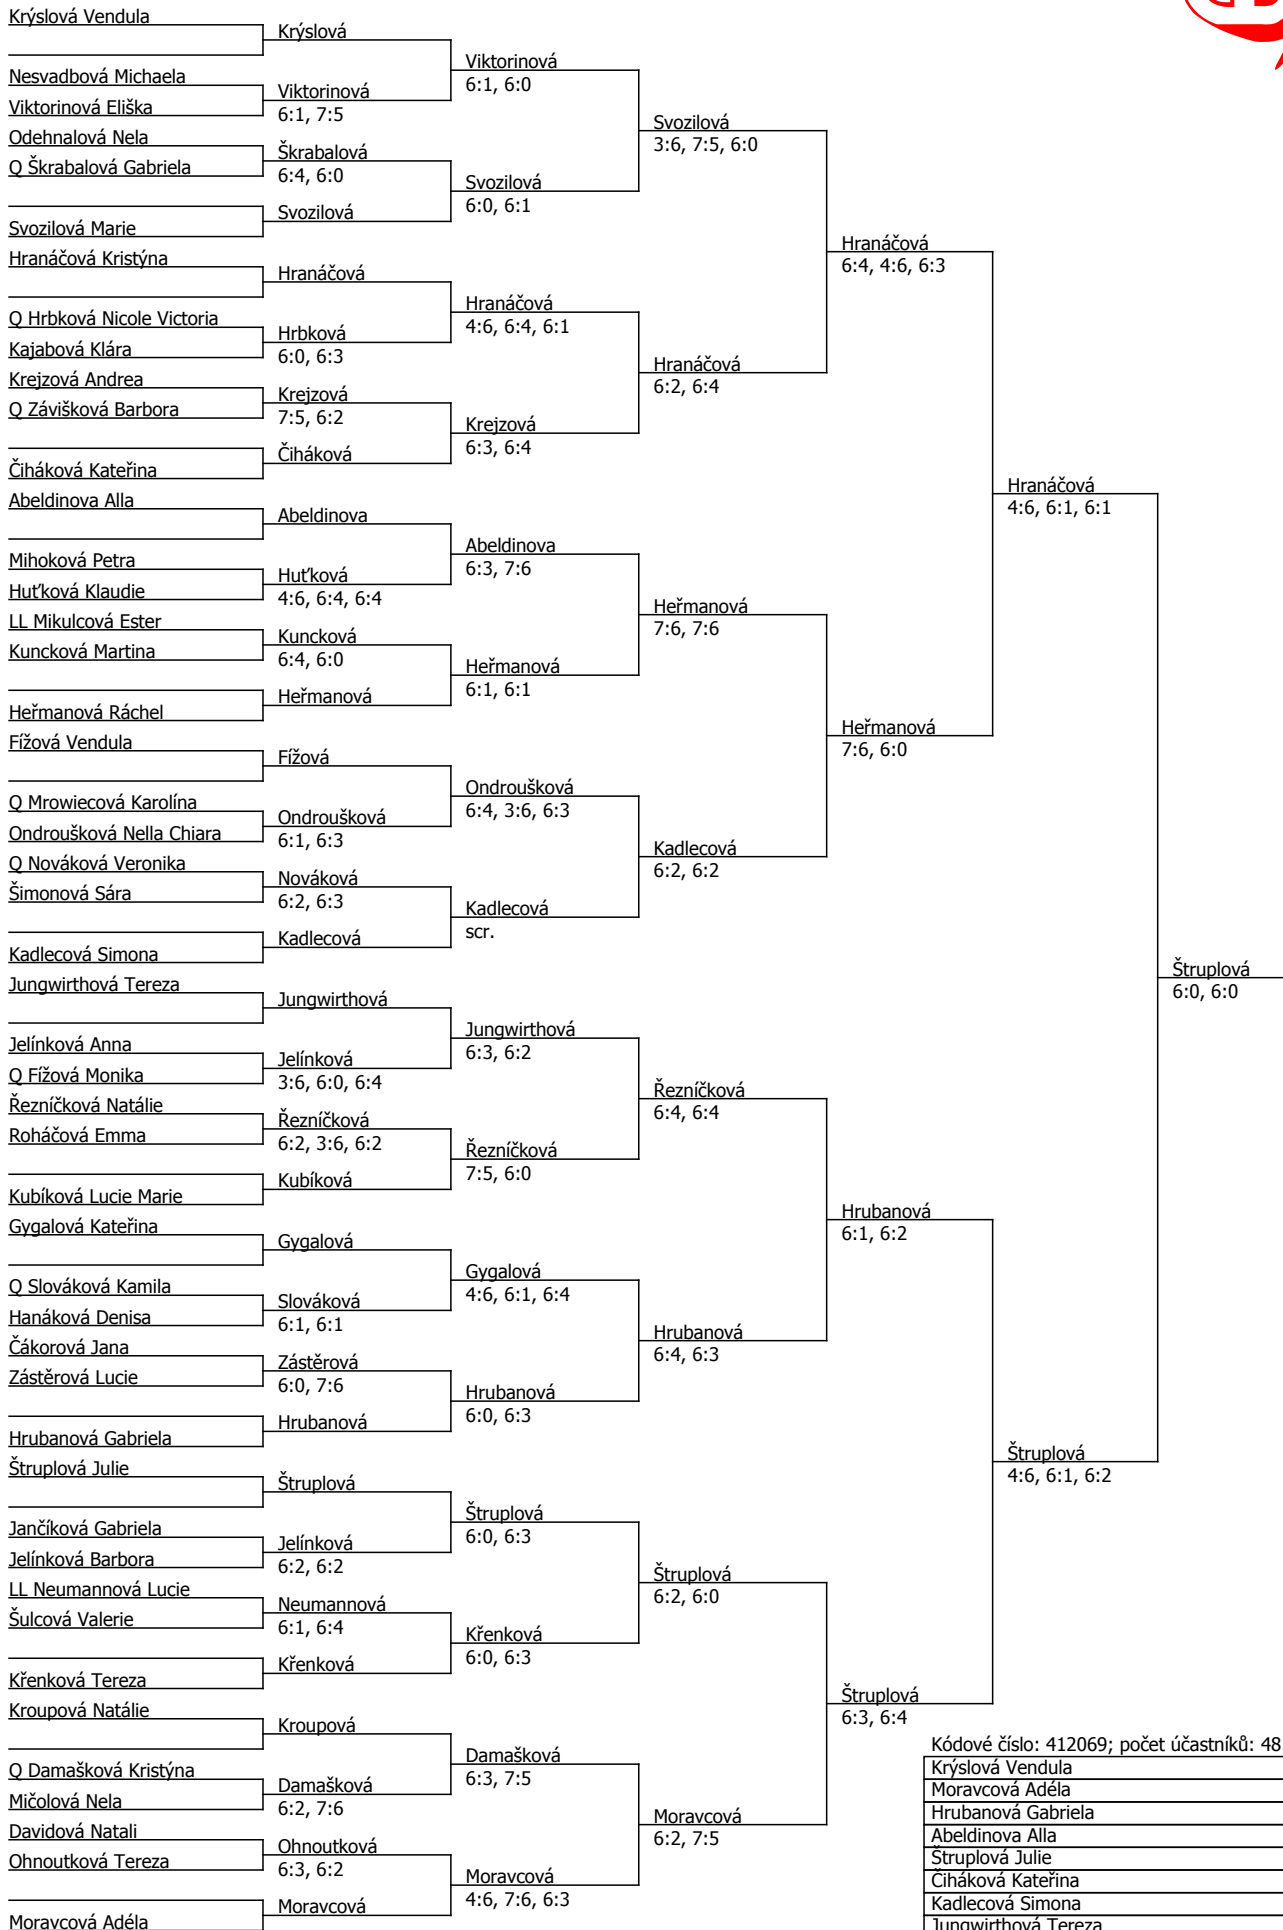 Krýslová Vendula
Nesvadbová Michaela
Viktorinová Eliška
Odehnalová Nela
Q Škrabalová Gabriela
Svozilová Marie
Hranáčová Kristýna
Q Hrbková Nicole Victoria
Kajabová Klára
Krejzová Andrea
Q Závišková Barbora
Čiháková Kateřina
Abeldinova Alla
Mihoková Petra
Huťková Klaudie
LL Mikulcová Ester
Kuncková Martina
Heřmanová Ráchel
Fížová Vendula
Q Mrowiecová Karolína
Ondroušková Nella Chiara
Q Nováková Veronika
Šimonová Sára
Kadlecová Simona
Jungwirthová Tereza
Jelínková Anna
Q Fížová Monika
Řezníčková Natálie
Roháčová Emma
Kubíková Lucie Marie
Gygalová Kateřina
Q Slováková Kamila
Hanáková Denisa
Čákorová Jana
Zástěrová Lucie
Hrubanová Gabriela
Štruplová Julie
Jančíková Gabriela
Jelínková Barbora
LL Neumannová Lucie
Šulcová Valerie
Křenková Tereza
Kroupová Natálie
Q Damašková Kristýna
Mičolová Nela
Davidová Natali
Ohnoutková Tereza
Moravcová Adéla
Krýslová
Viktorinová
6:1, 7:5
Škrabalová
6:4, 6:0
Svozilová
Hranáčová
Hrbková
6:0, 6:3
Krejzová
7:5, 6:2
Čiháková
Abeldinova
Huťková
4:6, 6:4, 6:4
Kuncková
6:4, 6:0
Heřmanová
Fížová
Ondroušková
6:1, 6:3
Nováková
6:2, 6:3
Kadlecová
Jungwirthová
Jelínková
3:6, 6:0, 6:4
Řezníčková
6:2, 3:6, 6:2
Kubíková
Gygalová
Slováková
6:1, 6:1
Zástěrová
6:0, 7:6
Hrubanová
Štruplová
Jelínková
6:2, 6:2
Neumannová
6:1, 6:4
Křenková
Kroupová
Damašková
6:2, 7:6
Ohnoutková
6:3, 6:2
Moravcová
Viktorinová
6:1, 6:0
Svozilová
6:0, 6:1
Hranáčová
4:6, 6:4, 6:1
Krejzová
6:3, 6:4
Abeldinova
6:3, 7:6
Heřmanová
6:1, 6:1
Ondroušková
6:4, 3:6, 6:3
Kadlecová
scr.
Jungwirthová
6:3, 6:2
Řezníčková
7:5, 6:0
Gygalová
4:6, 6:1, 6:4
Hrubanová
6:0, 6:3
Štruplová
6:0, 6:3
Křenková
6:0, 6:3
Damašková
6:3, 7:5
Moravcová
4:6, 7:6, 6:3
Svozilová
3:6, 7:5, 6:0
Hranáčová
6:2, 6:4
Heřmanová
7:6, 7:6
Kadlecová
6:2, 6:2
Řezníčková
6:4, 6:4
Hrubanová
6:4, 6:3
Štruplová
6:2, 6:0
Moravcová
6:2, 7:5
Hranáčová
6:4, 4:6, 6:3
Heřmanová
7:6, 6:0
Hrubanová
6:1, 6:2
Štruplová
6:3, 6:4
Hranáčová
4:6, 6:1, 6:1
Štruplová
4:6, 6:1, 6:2
Štruplová
6:0, 6:0
Kódové číslo: 412069; počet účastníků: 48
Krýslová Vendula
Moravcová Adéla
Hrubanová Gabriela
Abeldinova Alla
Štruplová Julie
Čiháková Kateřina
Kadlecová Simona
Jungwirthová Tereza